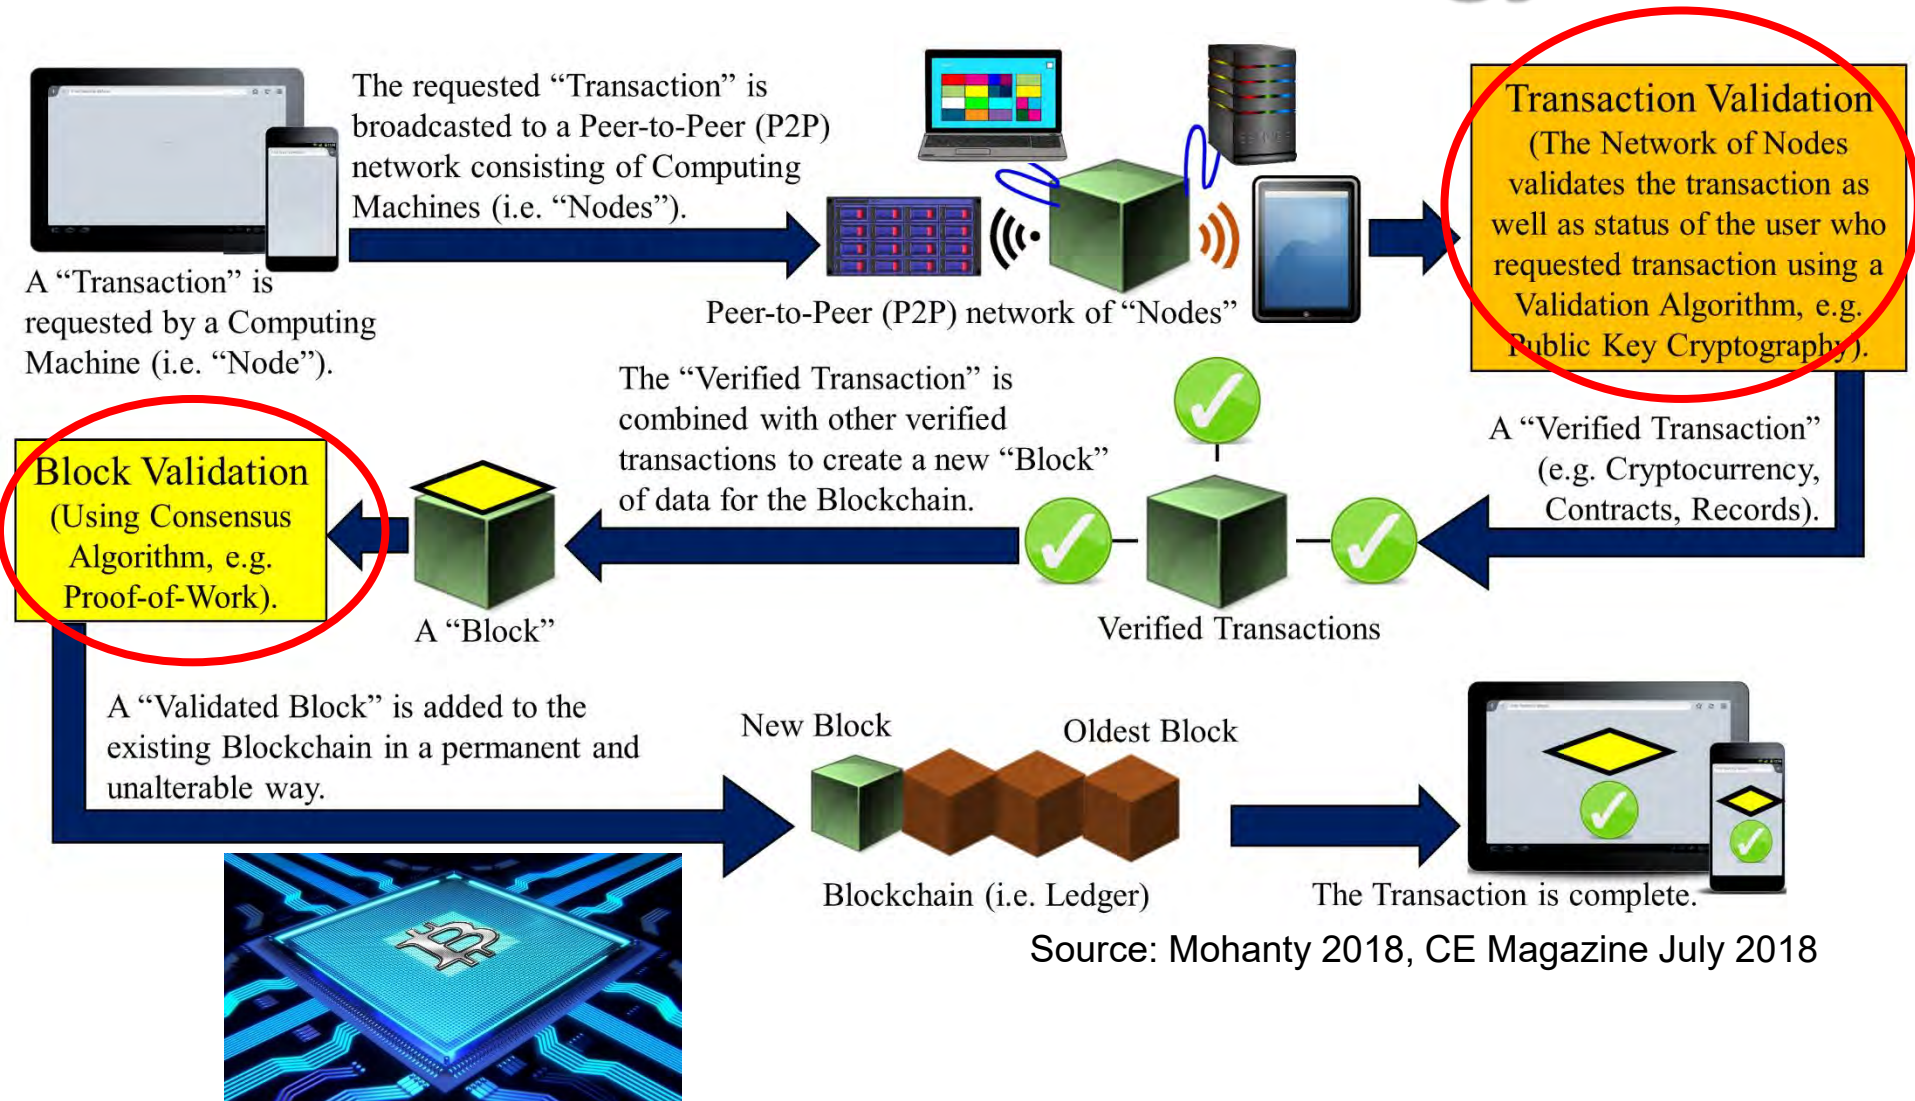 The requested “Transaction” is
broadcasted to a Peer-to-Peer (P2P)
network consisting of Computing
Machines (i.e. “Nodes”).
A “Transaction” is
requested by a Computing
Machine (i.e. “Node”).
Peer-to-Peer (P2P) network of “Nodes”
Transaction Validation
(The Network of Nodes
validates the transaction as
well as status of the user who
requested transaction using a
Validation Algorithm, e.g.
Public Key Cryptography).
A “Verified Transaction”
(e.g. Cryptocurrency,
Contracts, Records).
Verified Transactions
The “Verified Transaction” is
combined with other verified
transactions to create a new “Block”
of data for the Blockchain.
A “Block”
Block Validation
(Using Consensus
Algorithm, e.g.
Proof-of-Work).
A “Validated Block” is added to the
existing Blockchain in a permanent and
unalterable way.
New Block
Oldest Block
Blockchain (i.e. Ledger)
The Transaction is complete.
Source: Mohanty 2018, CE Magazine July 2018